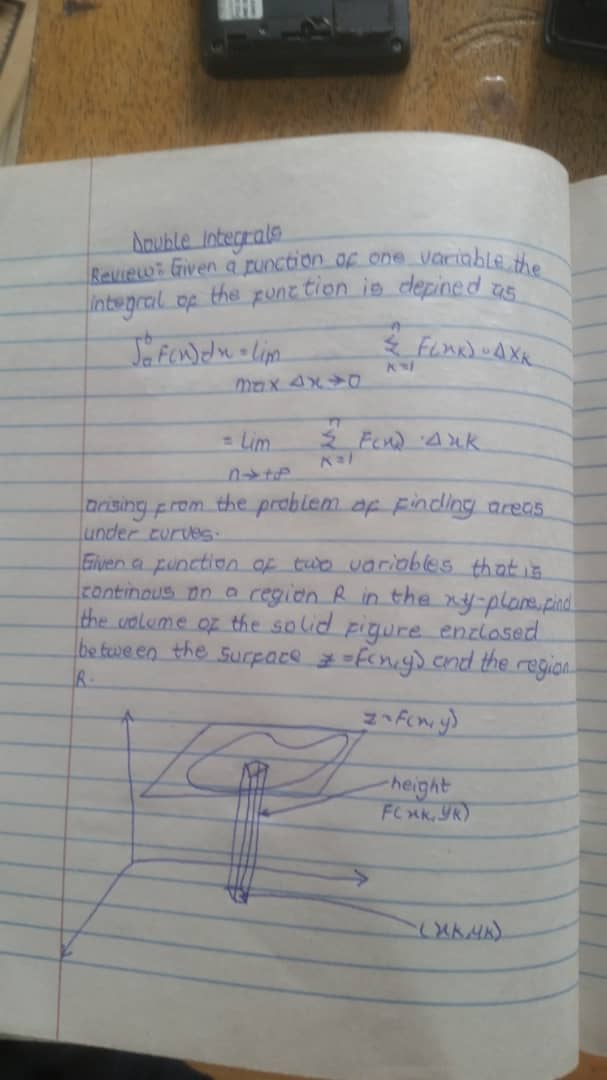 Double Integrals
Review: Given a function of one variable the
integral of the function is defined as
∫ₐᵇ F(x)dx = lim max Δx→0 Σⁿₖ₌₁ F(xₖ)·Δxₖ
= Lim n→+∞ Σⁿₖ₌₁ F(xₖ)·Δxₖ
arising from the problem of Finding areas
under curves.
Given a function of two variables that is
continous on a region R in the xy-plane, find
the volume of the solid figure enclosed
between the surface z=F(x,y) and the region
R.
z=F(x,y)
height
F(xₖ,yₖ)
(xₖ,yₖ)